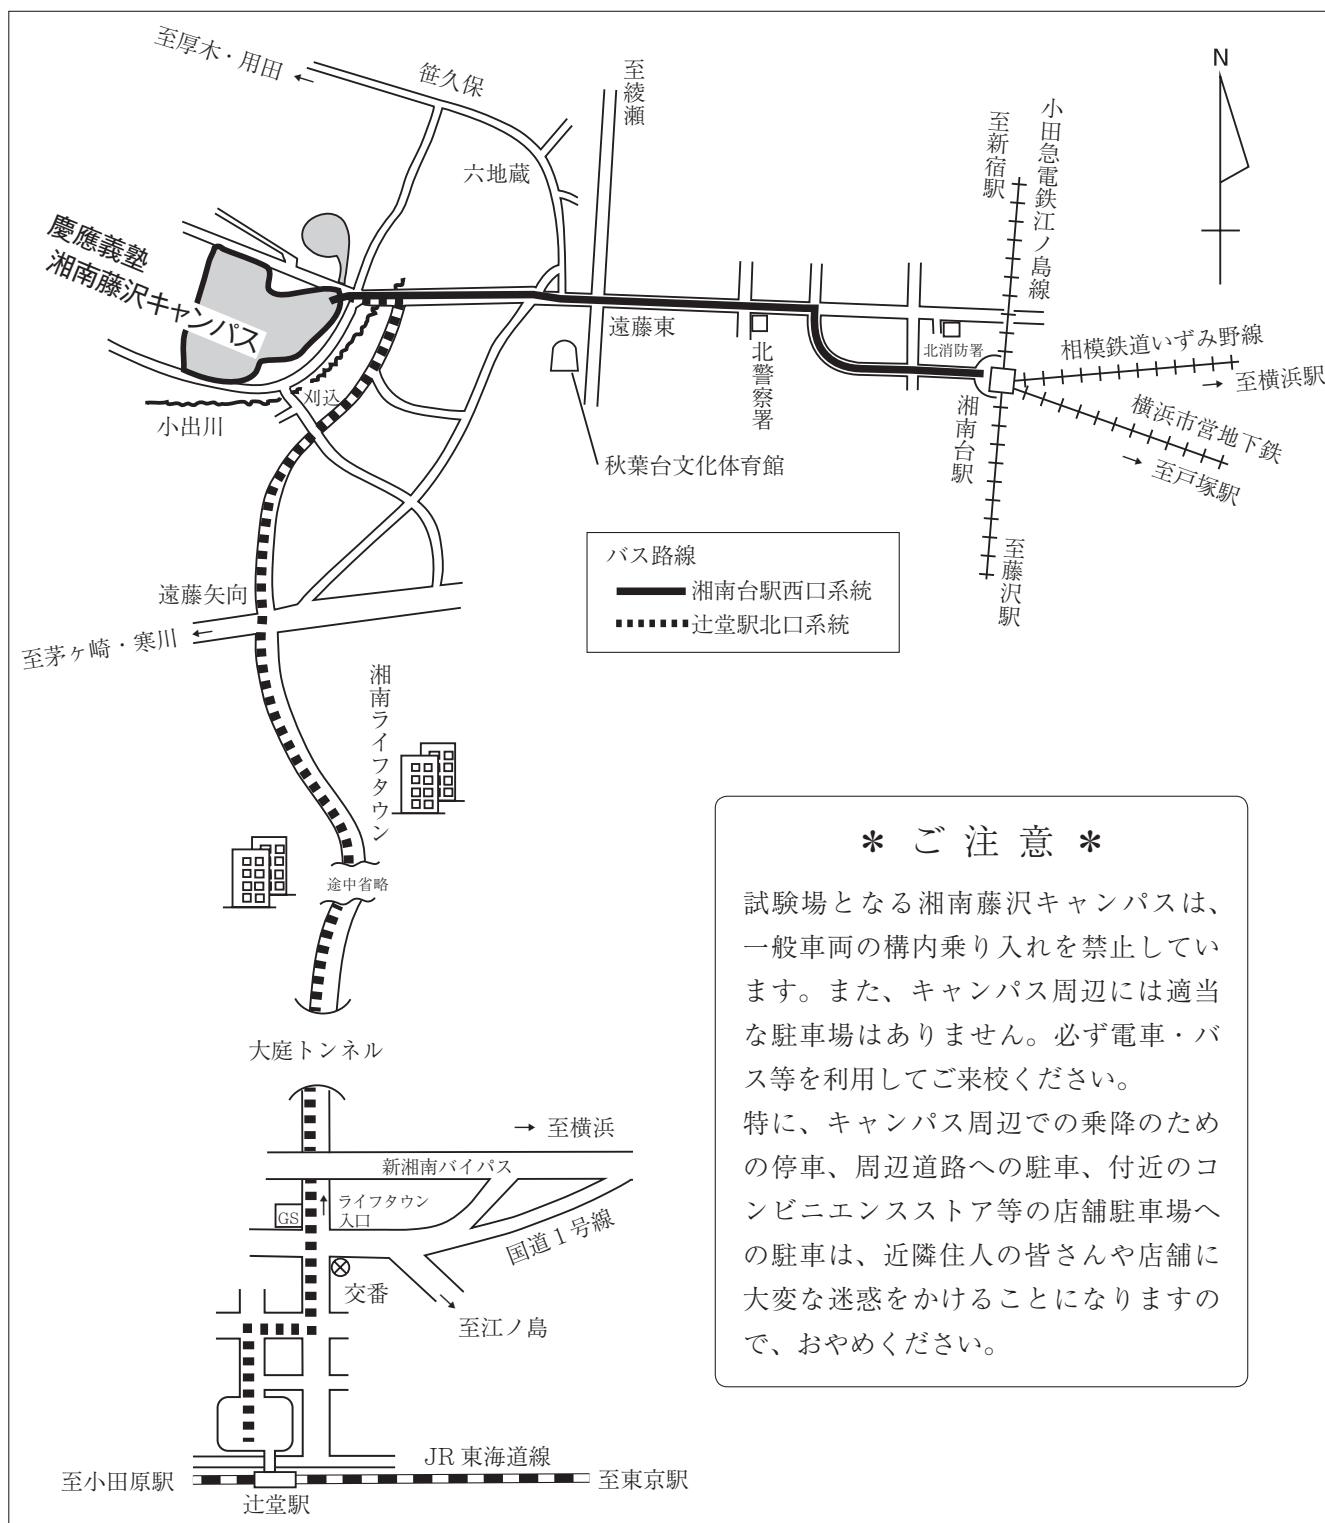 至厚木・用田
笹久保
至綾瀬
N
小田急電鉄江ノ島線
至新宿駅
六地蔵
慶應義塾
湘南藤沢キャンパス
遠藤東
北警察署
北消防署
相模鉄道いずみ野線
至横浜駅
横浜市営地下鉄
至戸塚駅
湘南台駅
至藤沢駅
刈込
小出川
秋葉台文化体育館
バス路線
湘南台駅西口系統
辻堂駅北口系統
遠藤矢向
至茅ヶ崎・寒川
湘南ライフタウン
途中省略
大庭トンネル
＊ ご 注 意 ＊
試験場となる湘南藤沢キャンパスは、
一般車両の構内乗り入れを禁止してい
ます。また、キャンパス周辺には適当
な駐車場はありません。必ず電車・バ
ス等を利用してご来校ください。
特に、キャンパス周辺での乗降のため
の停車、周辺道路への駐車、付近のコ
ンビニエンスストア等の店舗駐車場へ
の駐車は、近隣住人の皆さんや店舗に
大変な迷惑をかけることになりますの
で、おやめください。
→ 至横浜
新湘南バイパス
GS
ライフタウン
入口
国道1号線
交番
至江ノ島
JR 東海道線
至小田原駅
至東京駅
辻堂駅